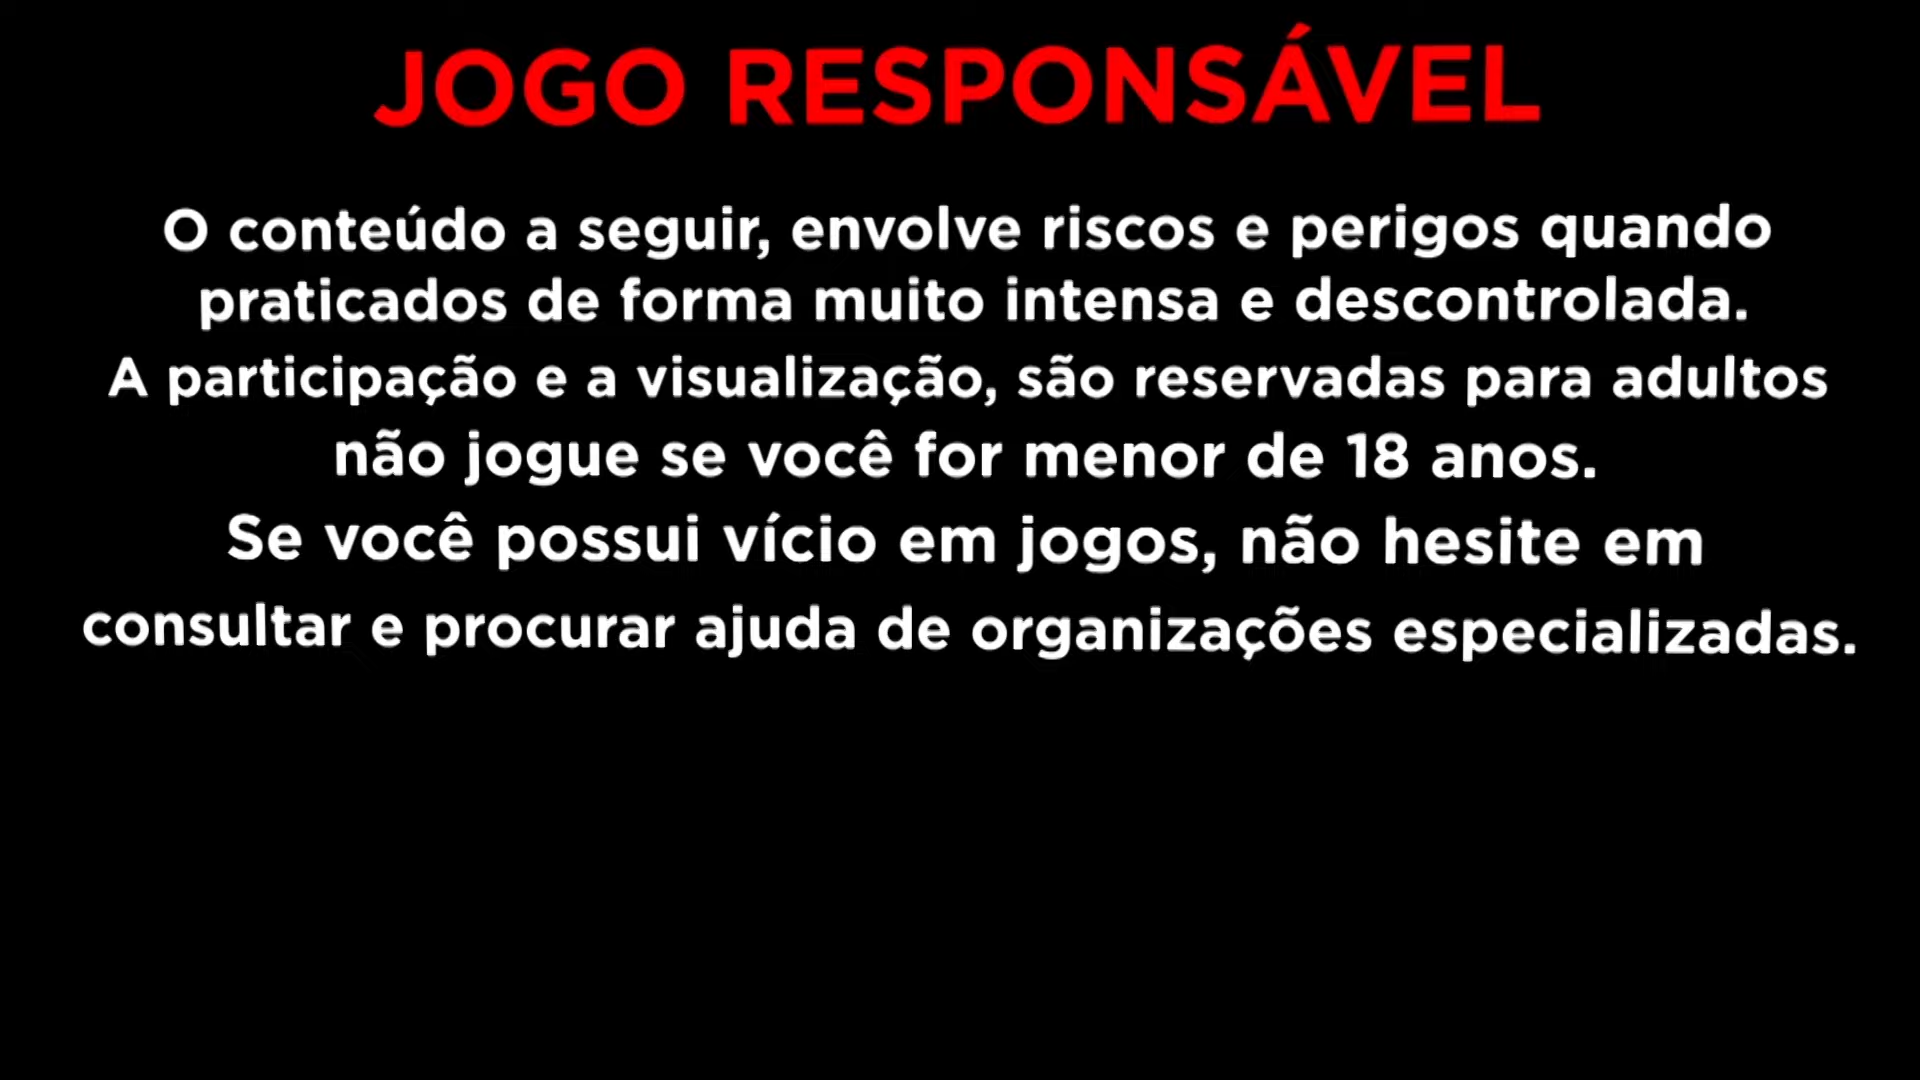 JOGO RESPONSÁVEL
O conteúdo a seguir, envolve riscos e perigos quando
praticados de forma muito intensa e descontrolada.
A participação e a visualização, são reservadas para adultos
não jogue se você for menor de 18 anos.
Se você possui vício em jogos, não hesite em
consultar e procurar ajuda de organizações especializadas.